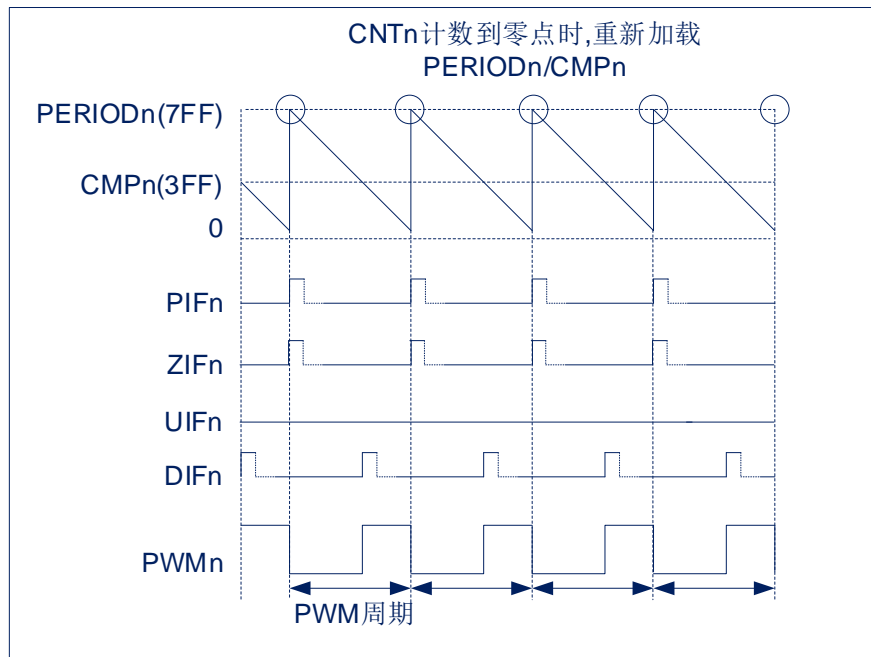 CNTn计数到零点时,重新加载
PERIODn/CMPn
PERIODn(7FF)
CMPn(3FF)
0
PIFn
ZIFn
UIFn
DIFn
PWMn
PWM周期